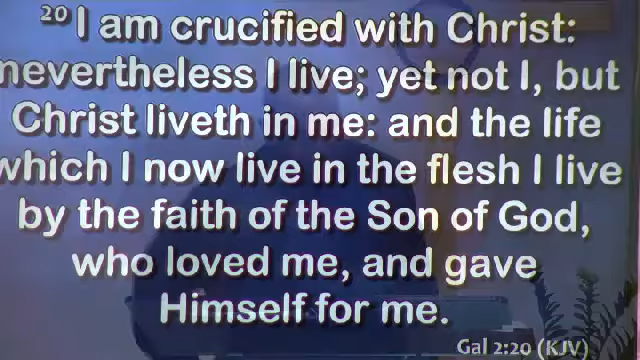 20 I am crucified with Christ:
nevertheless I live; yet not I, but
Christ liveth in me: and the life
which I now live in the flesh I live
by the faith of the Son of God,
who loved me, and gave
Himself for me.
Gal 2:20 (KJV)